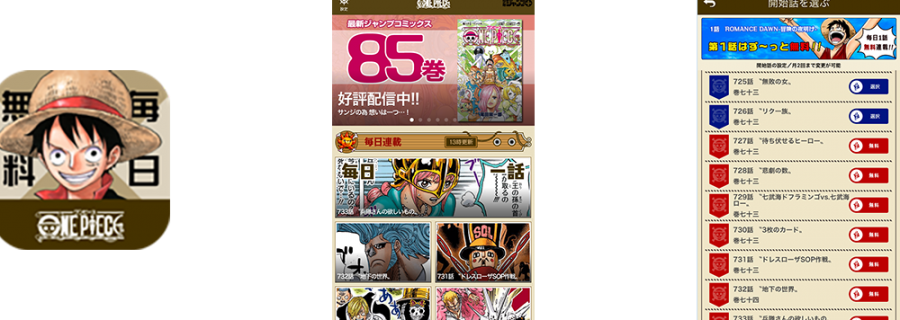 無料
毎日
ONE PIECE
設定
ONE PIECE
最新ジャンプコミックス
85巻
好評配信中!!
サンジの為 想いは一つ…!
毎日連載
13話更新
毎日一話
733話 〝兵隊さんの欲しいもの。
732話 〝地下の世界。
731話 〝ドレスローザSOP作戦。
SOL
開始話を選ぶ
1話 ROMANCE DAWN-冒険の夜明け-
第1話はず〜っと無料!!
毎日1話
無料連載!!
開始話の設定/月2回まで変更が可能
725話 〝無敗の女。
巻七十三
選択
726話 〝リク一族。
巻七十三
選択
727話 〝待ち伏せるヒーロー。
巻七十三
無料
728話 〝悲劇の数。
巻七十三
無料
729話 〝七武海ドフラミンゴvs.七武海
ロー。
巻七十三
無料
730話 〝3枚のカード。
巻七十三
無料
731話 〝ドレスローザSOP作戦。
巻七十三
無料
732話 〝地下の世界。
巻七十四
無料
733話 〝兵隊さんの欲しいもの。